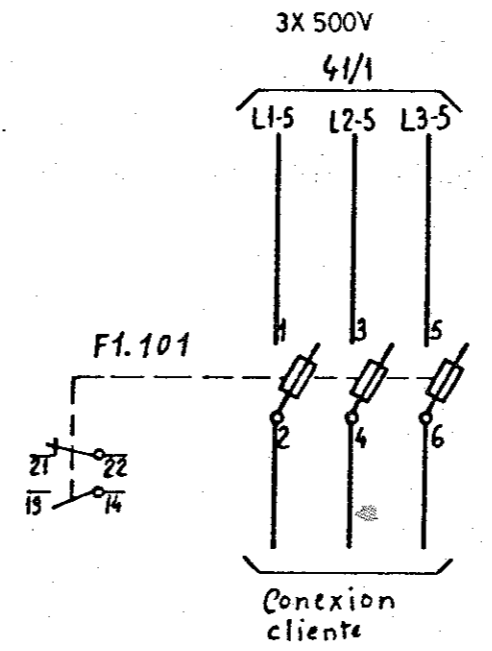 3X 500V
41/1
L1-5 L2-5 L3-5
1 3 5
F1.101
2 4 6
21 22
13 14
Conexion
cliente